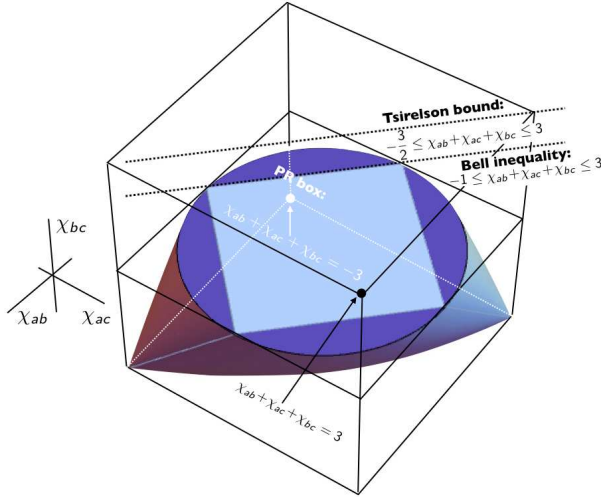 Tsirelson bound:
$-\frac{3}{2} \leq \chi_{ab} + \chi_{ac} + \chi_{bc} \leq 3$
Bell inequality:
$-1 \leq \chi_{ab} + \chi_{ac} + \chi_{bc} \leq 3$
PR box:
$\chi_{ab} + \chi_{ac} + \chi_{bc} = -3$
$\chi_{bc}$
$\chi_{ab}$ $\chi_{ac}$
$\chi_{ab} + \chi_{ac} + \chi_{bc} = 3$